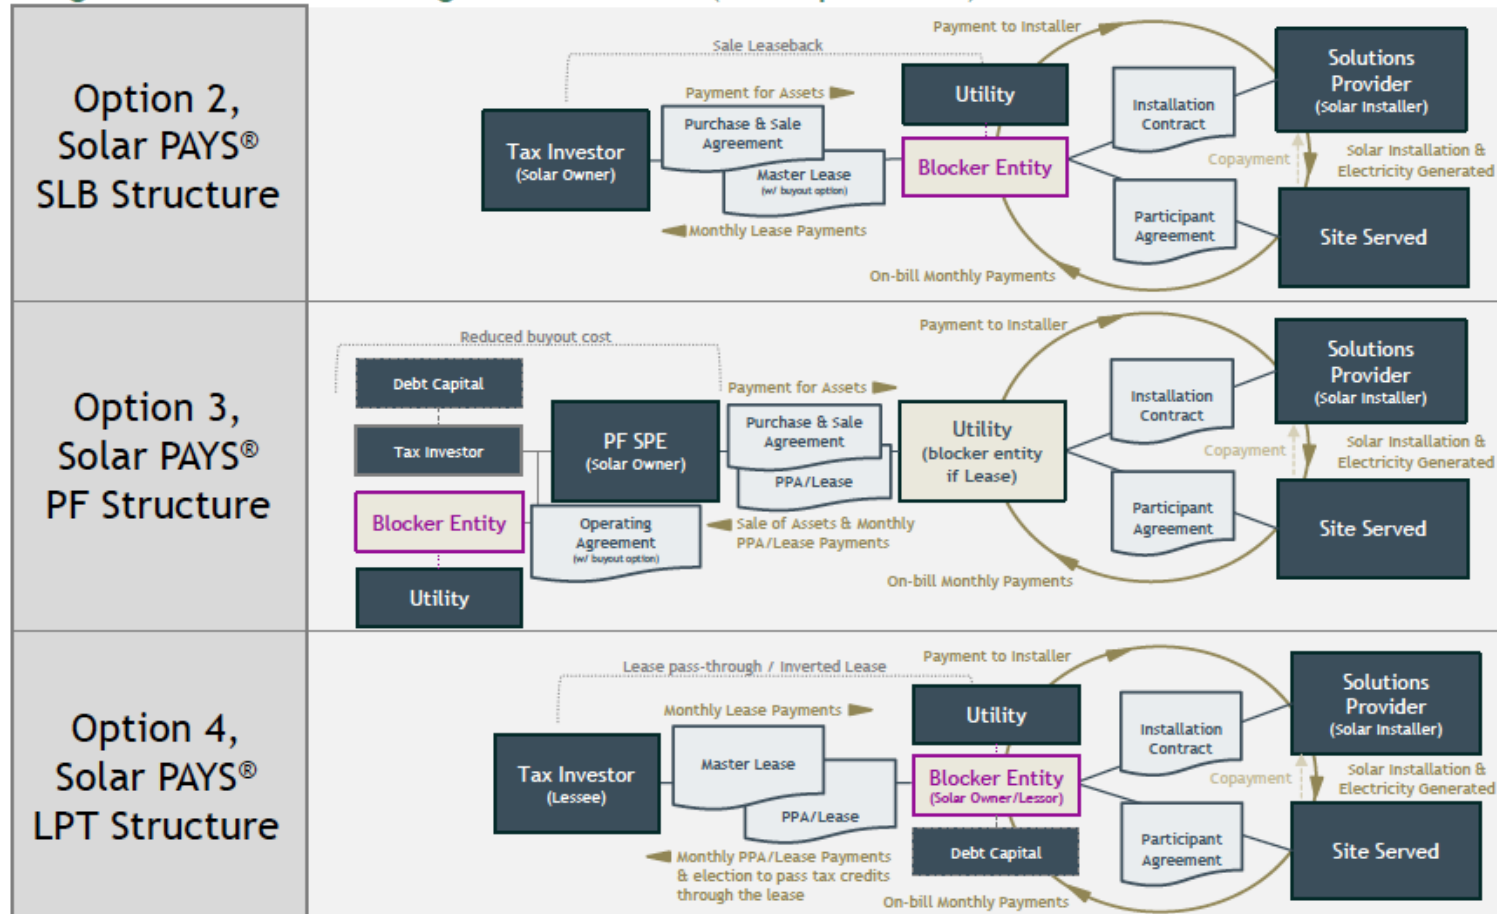 Option 2,
Solar PAYS®
SLB Structure
Sale Leaseback
Payment to Installer
Payment for Assets
Tax Investor
(Solar Owner)
Purchase & Sale
Agreement
Master Lease
(w/ buyout option)
Monthly Lease Payments
Utility
Blocker Entity
Installation
Contract
Participant
Agreement
On-bill Monthly Payments
Solutions
Provider
(Solar Installer)
Copayment
Solar Installation &
Electricity Generated
Site Served
Option 3,
Solar PAYS®
PF Structure
Reduced buyout cost
Payment to Installer
Debt Capital
Tax Investor
Blocker Entity
Utility
PF SPE
(Solar Owner)
Operating
Agreement
(w/ buyout option)
Payment for Assets
Purchase & Sale
Agreement
PPA/Lease
Sale of Assets & Monthly
PPA/Lease Payments
Utility
(blocker entity
if Lease)
Installation
Contract
Participant
Agreement
On-bill Monthly Payments
Solutions
Provider
(Solar Installer)
Copayment
Solar Installation &
Electricity Generated
Site Served
Option 4,
Solar PAYS®
LPT Structure
Lease pass-through / Inverted Lease
Payment to Installer
Monthly Lease Payments
Tax Investor
(Lessee)
Master Lease
PPA/Lease
Monthly PPA/Lease Payments
& election to pass tax credits
through the lease
Utility
Blocker Entity
(Solar Owner/Lessor)
Debt Capital
Installation
Contract
Participant
Agreement
On-bill Monthly Payments
Solutions
Provider
(Solar Installer)
Copayment
Solar Installation &
Electricity Generated
Site Served